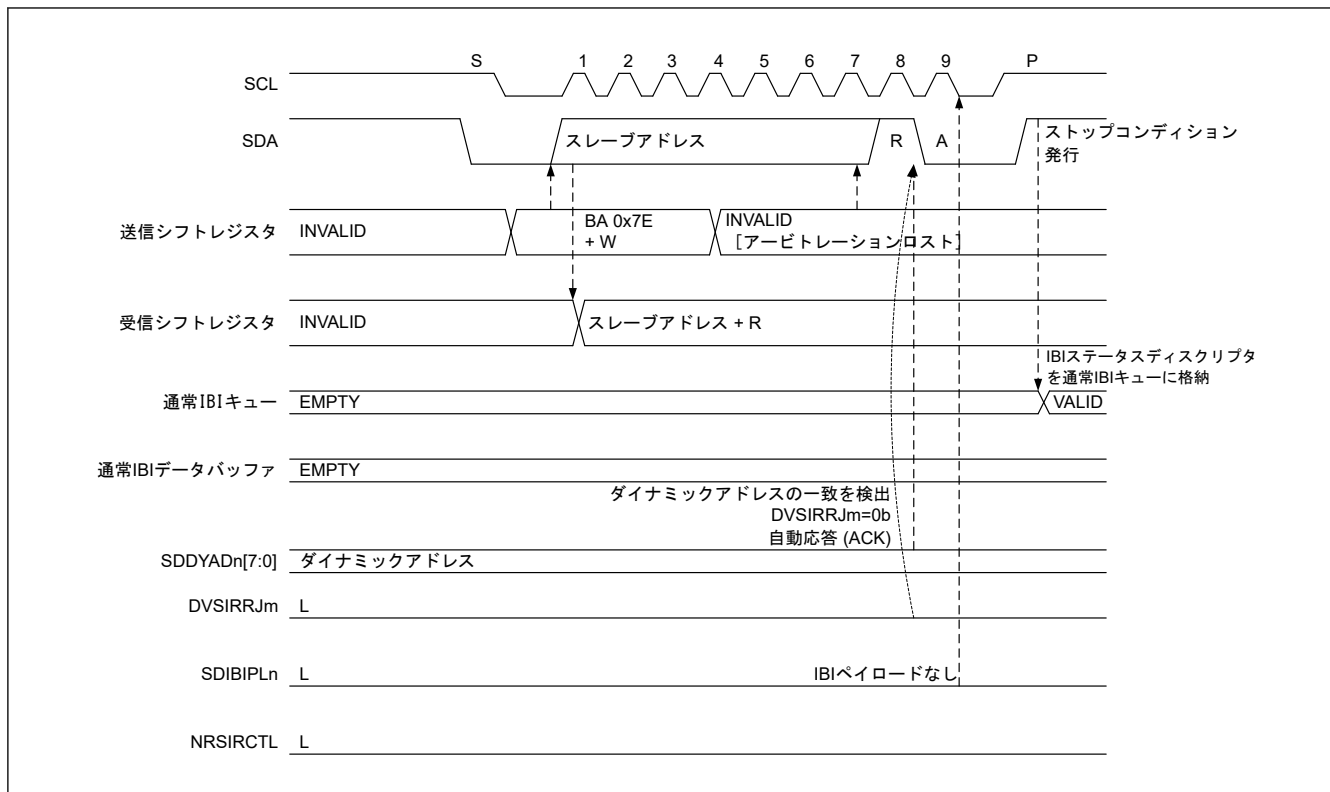 S 1 2 3 4 5 6 7 8 9 P
SCL
SDA
スレーブアドレス
R
A
ストップコンディション
発行
送信シフトレジスタ
INVALID
BA 0x7E
+ W
INVALID
［アービトレーションロスト］
受信シフトレジスタ
INVALID
スレーブアドレス + R
IBIステータスディスクリプタ
を通常IBIキューに格納
通常IBIキュー
EMPTY
VALID
通常IBIデータバッファ
EMPTY
ダイナミックアドレスの一致を検出
DVSIRRJm=0b
自動応答 (ACK)
SDDYADn[7:0]
ダイナミックアドレス
DVSIRRJm
L
SDIBIPLn
L
IBIペイロードなし
NRSIRCTL
L